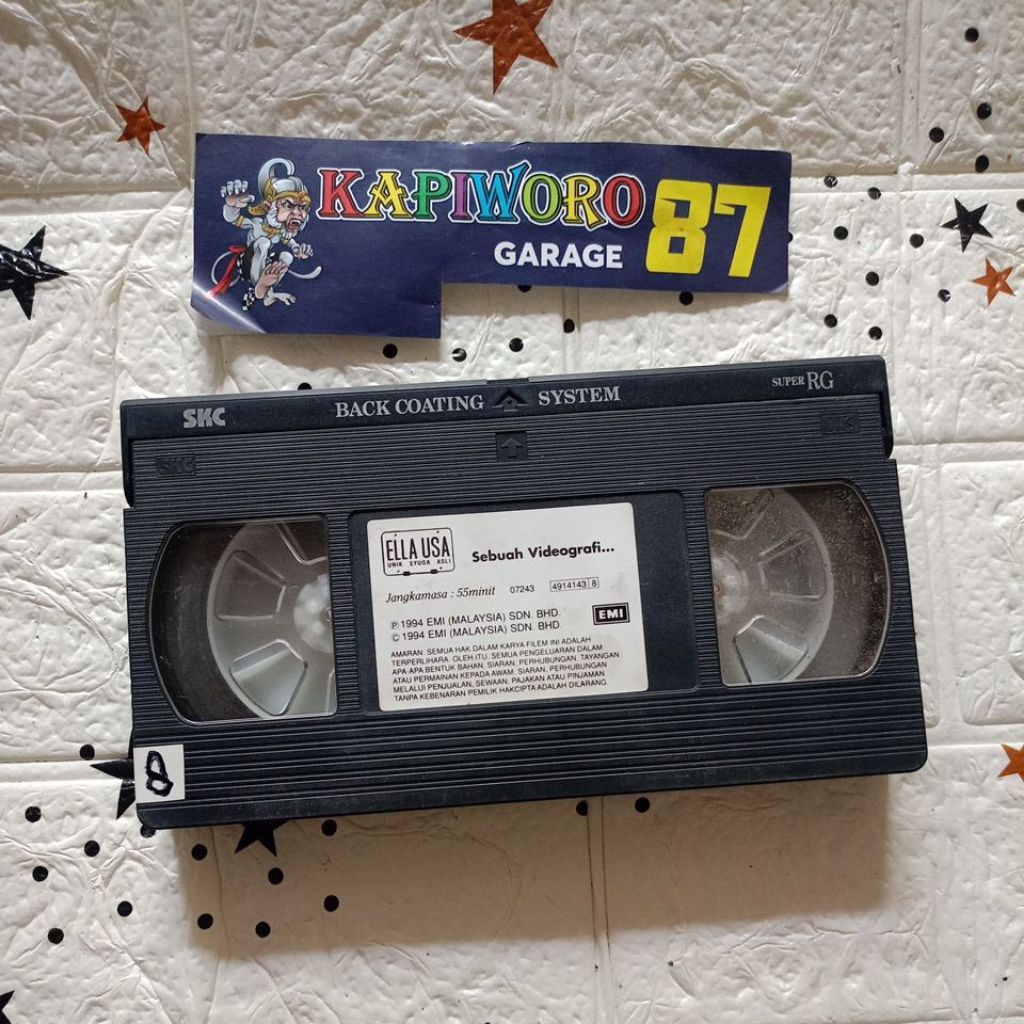 KAPIWORO 87
GARAGE
SKC BACK COATING SYSTEM SUPER RG
SKC
ELLA USA
UNIK SYUGA ASLI
Sebuah Videografi...
Jangkamasa : 55minit 07243 4914143 8
℗ 1994 EMI (MALAYSIA) SDN. BHD.
© 1994 EMI (MALAYSIA) SDN. BHD.
EMI
AMARAN: SEMUA HAK DALAM KARYA FILEM INI ADALAH
TERPERLIHARA. OLEH ITU, SEMUA PENGELUARAN DALAM
APA-APA BENTUK BAHAN, SIARAN, PERHUBUNGAN, TAYANGAN
ATAU PERMAINAN KEPADA AWAM, SIARAN, PERHUBUNGAN
MELALUI PENJUALAN, SEWAAN, PAJAKAN ATAU PINJAMAN
TANPA KEBENARAN PEMILIK HAKCIPTA ADALAH DILARANG.
8